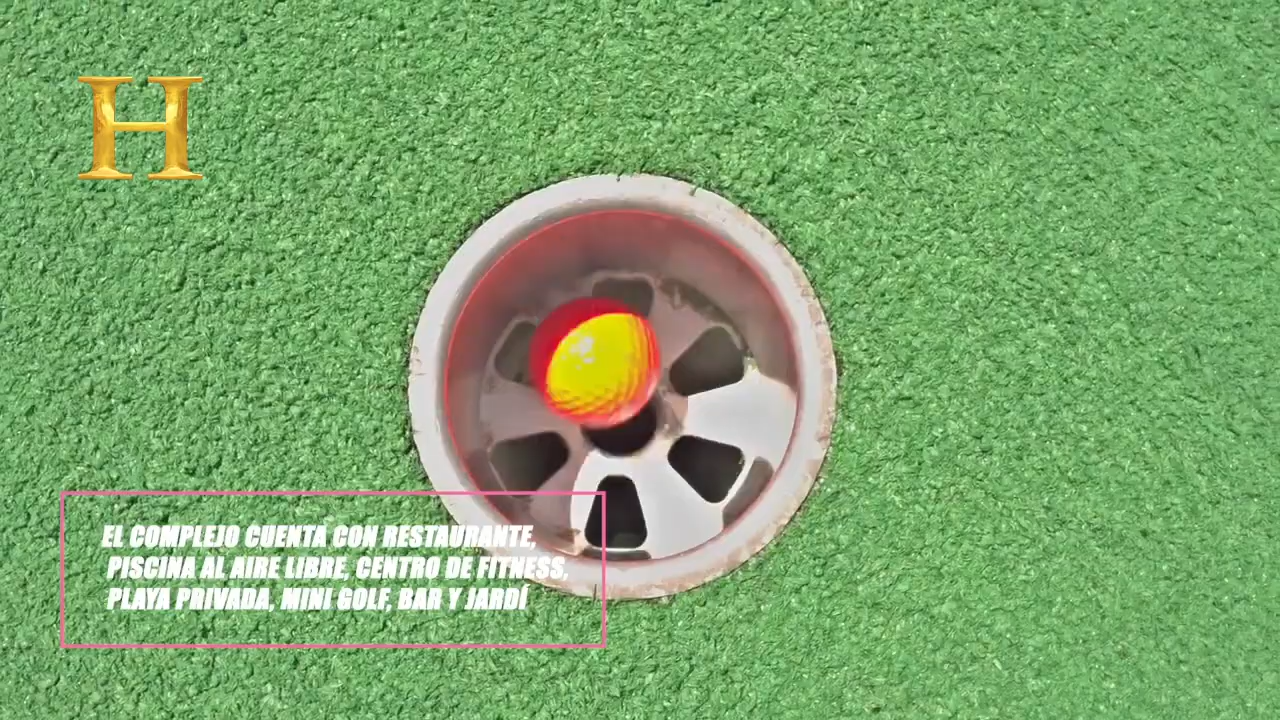 H
EL COMPLEJO CUENTA CON RESTAURANTE,
PISCINA AL AIRE LIBRE, CENTRO DE FITNESS,
PLAYA PRIVADA, MINI GOLF, BAR Y JARDÍ